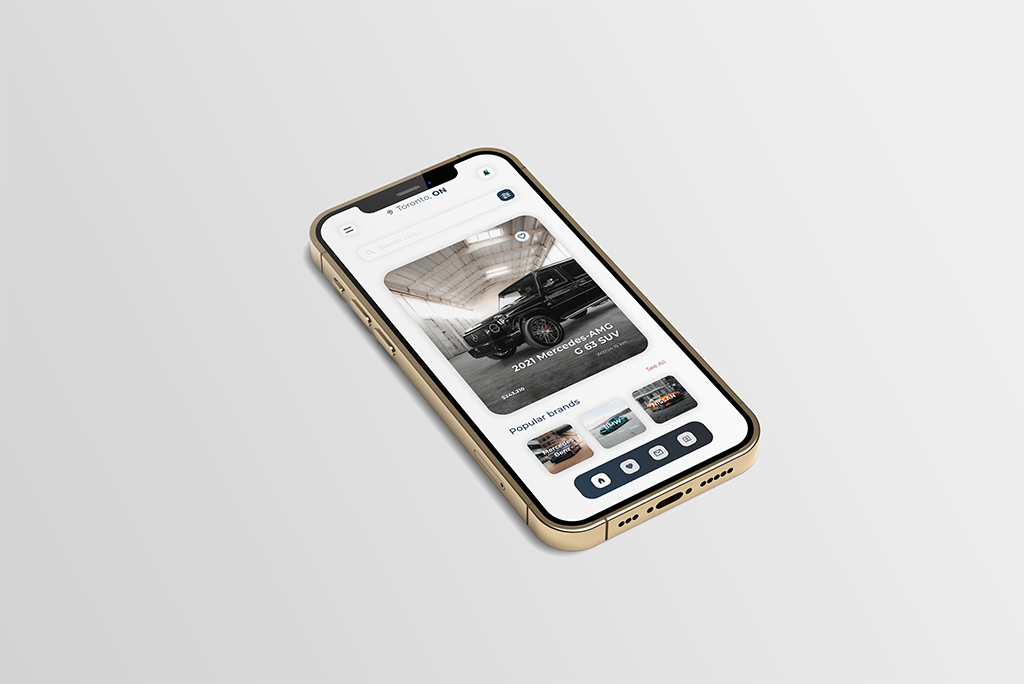 Toronto, ON
Search cars...
2021 Mercedes-AMG
G 63 SUV
Within 15 km
$243,210
See All
Popular brands
Mercedes
Benz
BMW
NISSAN